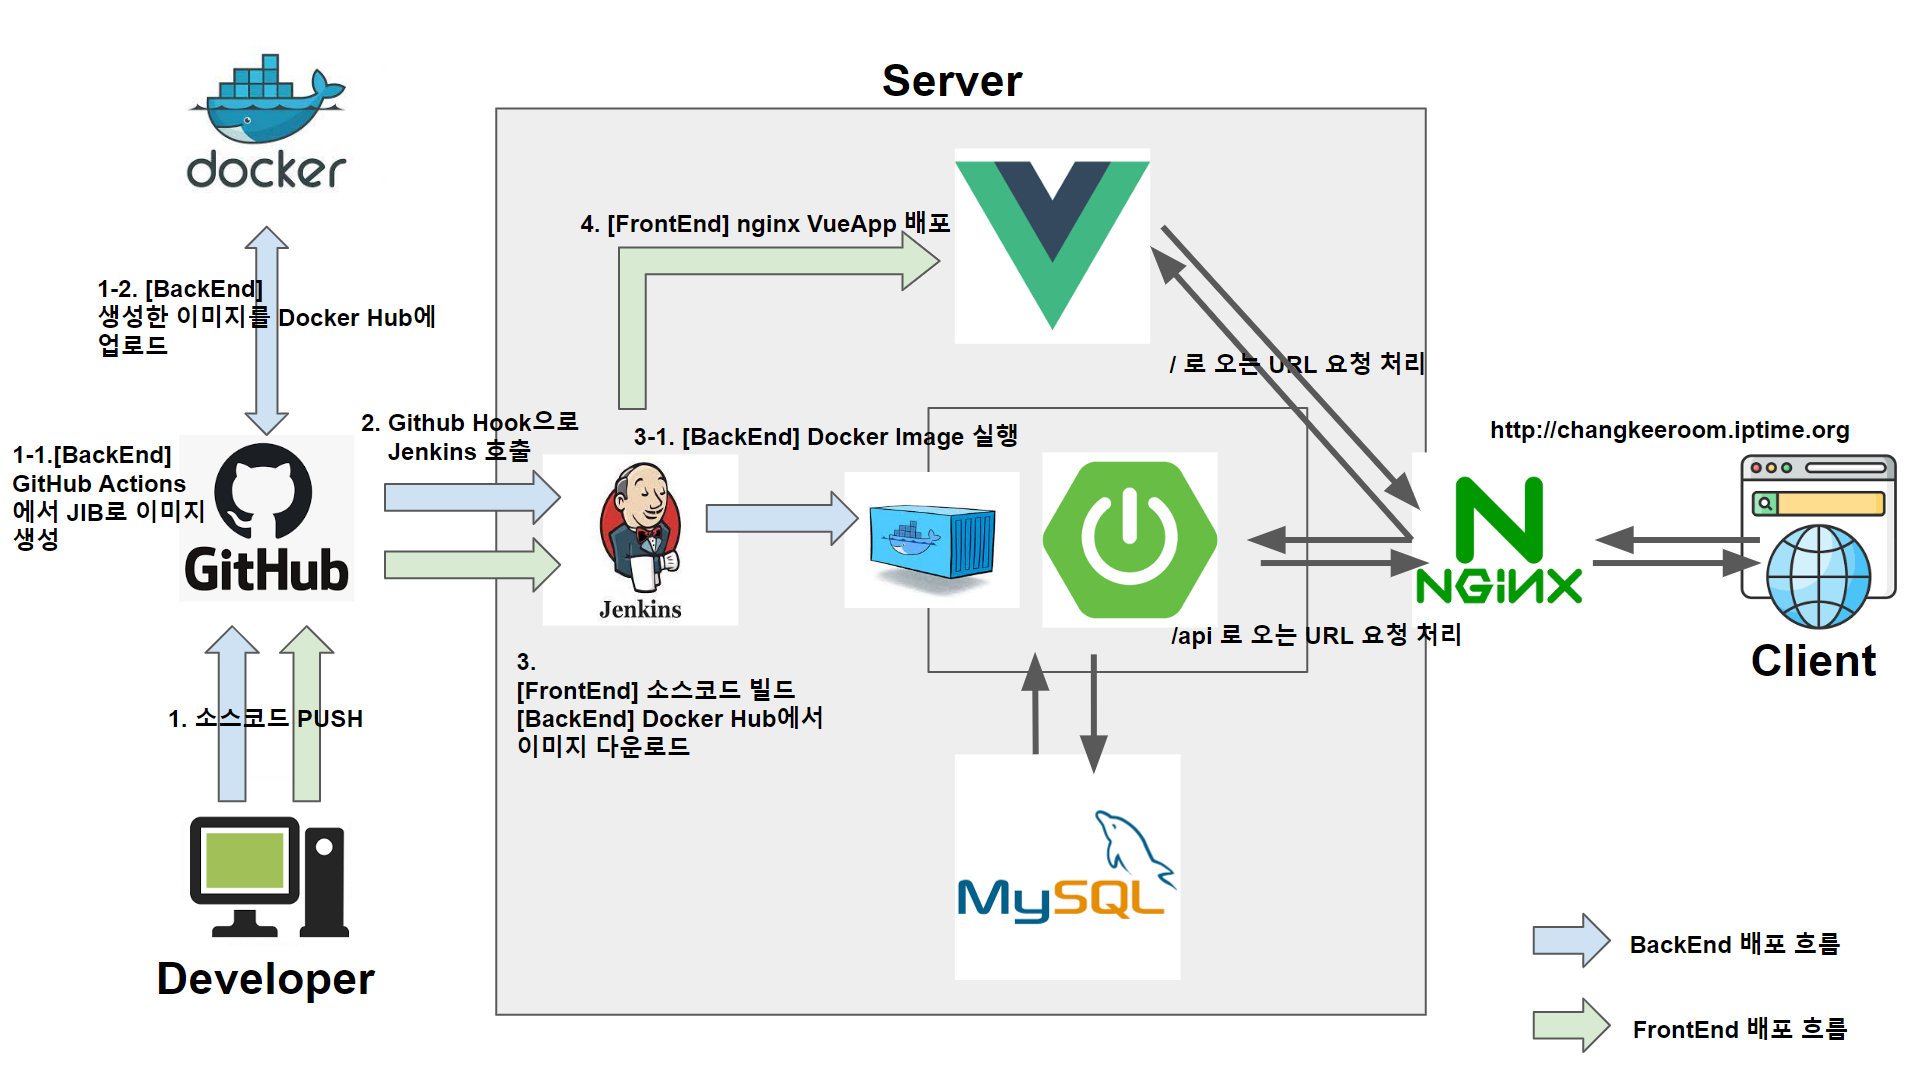 Server
docker
4. [FrontEnd] nginx VueApp 배포
1-2. [BackEnd]
생성한 이미지를 Docker Hub에
업로드
/ 로 오는 URL 요청 처리
2. Github Hook으로
Jenkins 호출
3-1. [BackEnd] Docker Image 실행
http://changkeeroom.iptime.org
1-1.[BackEnd]
GitHub Actions
에서 JIB로 이미지
생성
GitHub
Jenkins
N
NGiNX
/api 로 오는 URL 요청 처리
Client
3.
[FrontEnd] 소스코드 빌드
[BackEnd] Docker Hub에서
이미지 다운로드
1. 소스코드 PUSH
MySQL
Developer
BackEnd 배포 흐름
FrontEnd 배포 흐름